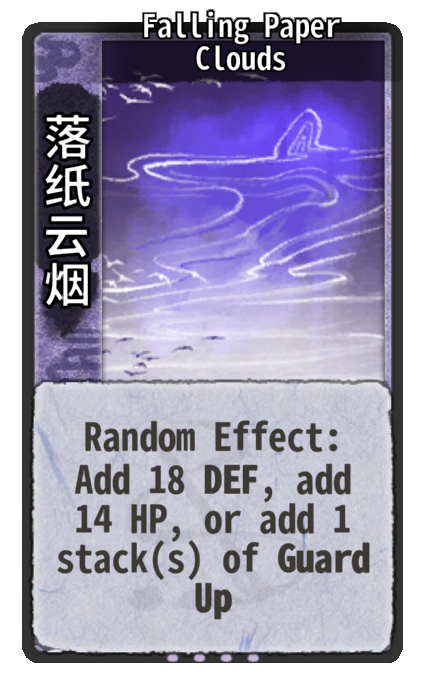 Falling Paper
Clouds
落纸云烟
Random Effect:
Add 18 DEF, add
14 HP, or add 1
stack(s) of Guard
Up